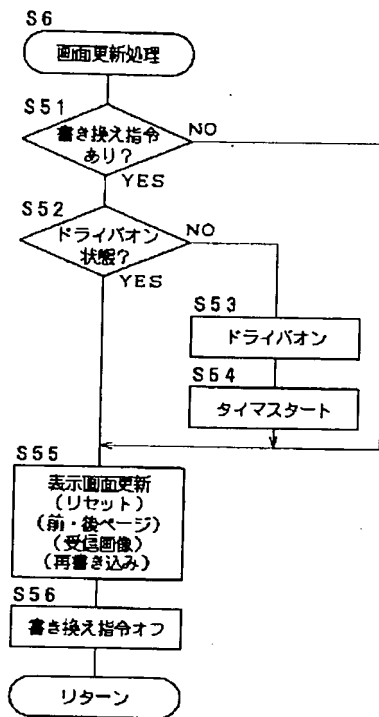 S6
画面更新処理
S51
書き換え指令
あり?
NO
YES
S52
ドライバオン
状態?
NO
YES
S53
ドライバオン
S54
タイマスタート
S55
表示画面更新
(リセット)
(前・後ページ)
(受信画像)
(再書き込み)
S56
書き換え指令オフ
リターン